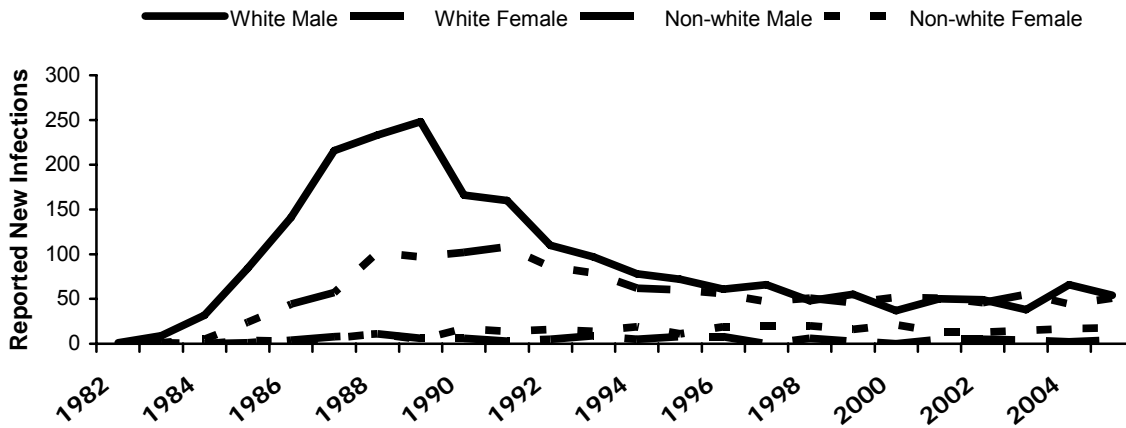 White Male White Female Non-white Male Non-white Female
Reported New Infections
300
250
200
150
100
50
0
1982 1984 1986 1988 1990 1992 1994 1996 1998 2000 2002 2004